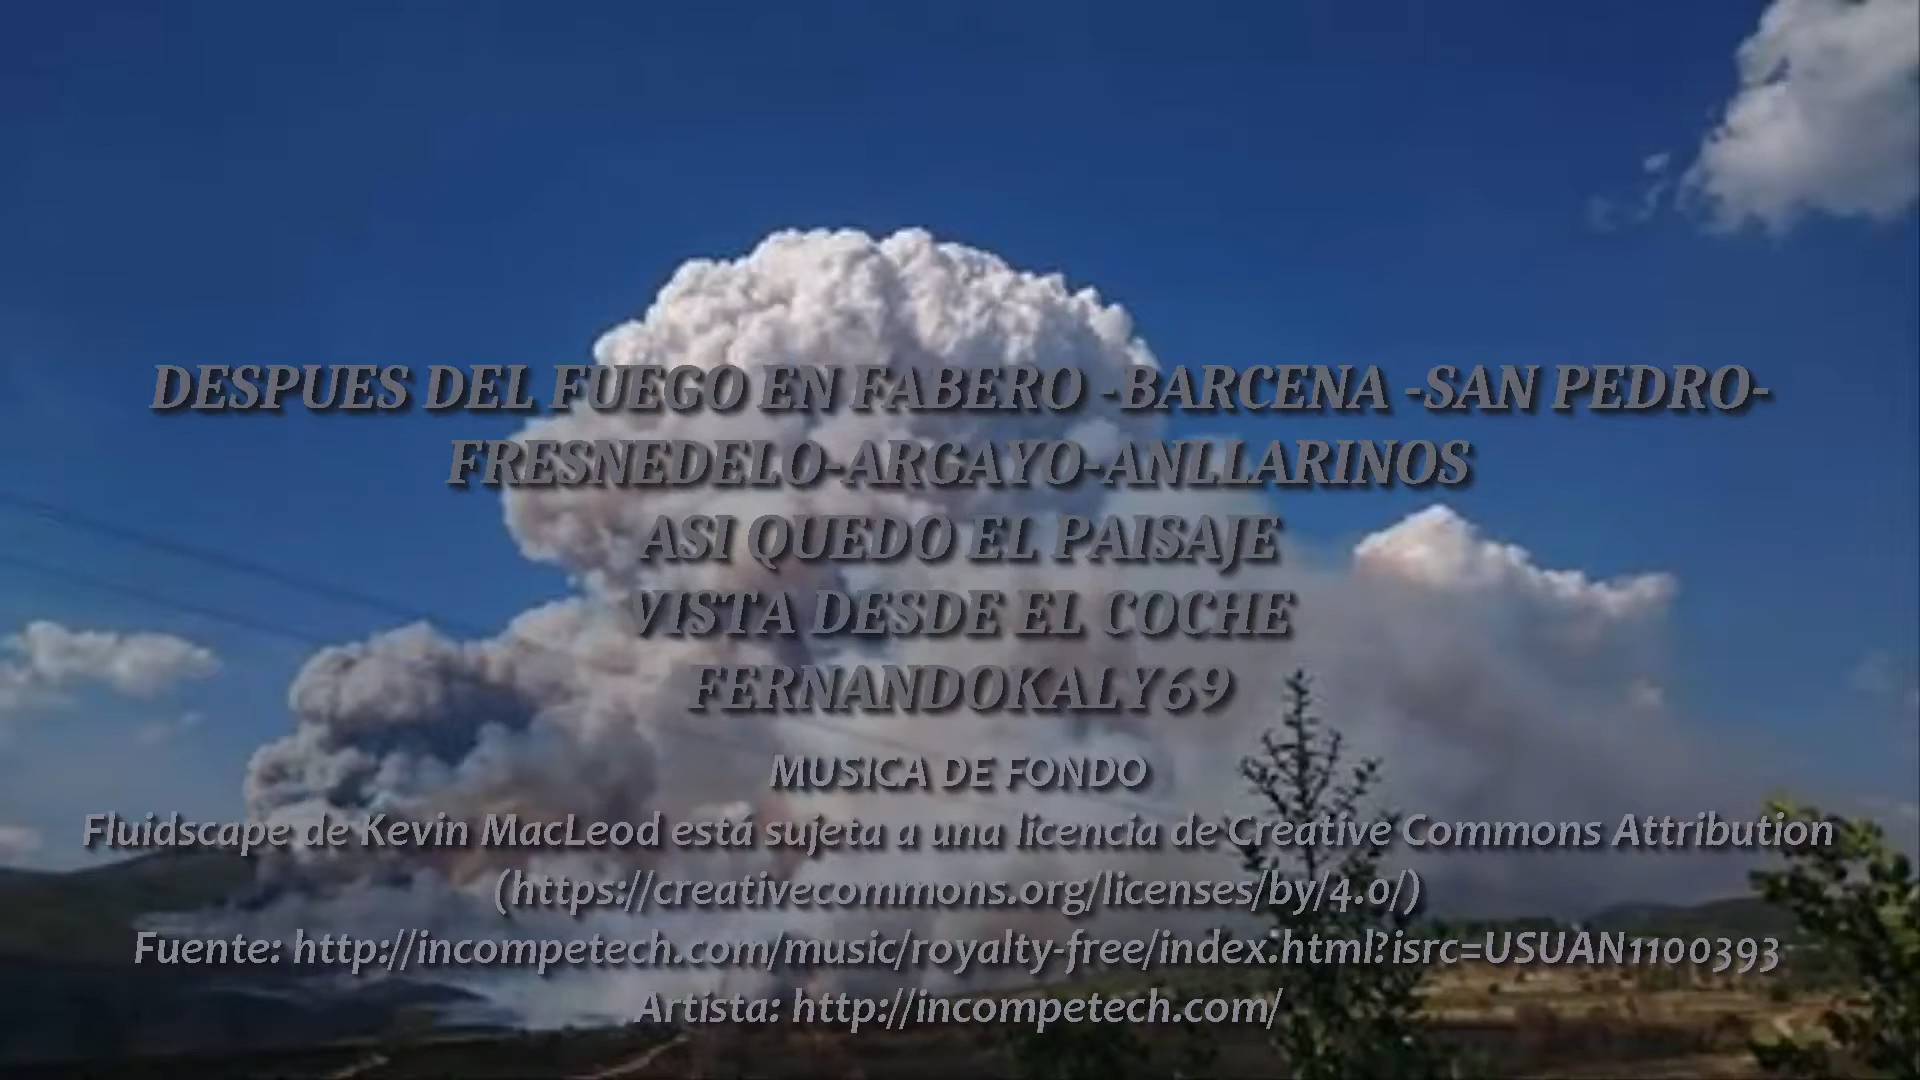 DESPUES DEL FUEGO EN FABERO -BARCENA -SAN PEDRO-
FRESNEDELO-ARGAYO-ANLLARINOS
ASI QUEDO EL PAISAJE
VISTA DESDE EL COCHE
FERNANDOKALY69
MUSICA DE FONDO
Fluidscape de Kevin MacLeod está sujeta a una licencia de Creative Commons Attribution
(https://creativecommons.org/licenses/by/4.0/)
Fuente: http://incompetech.com/music/royalty-free/index.html?isrc=USUAN1100393
Artista: http://incompetech.com/